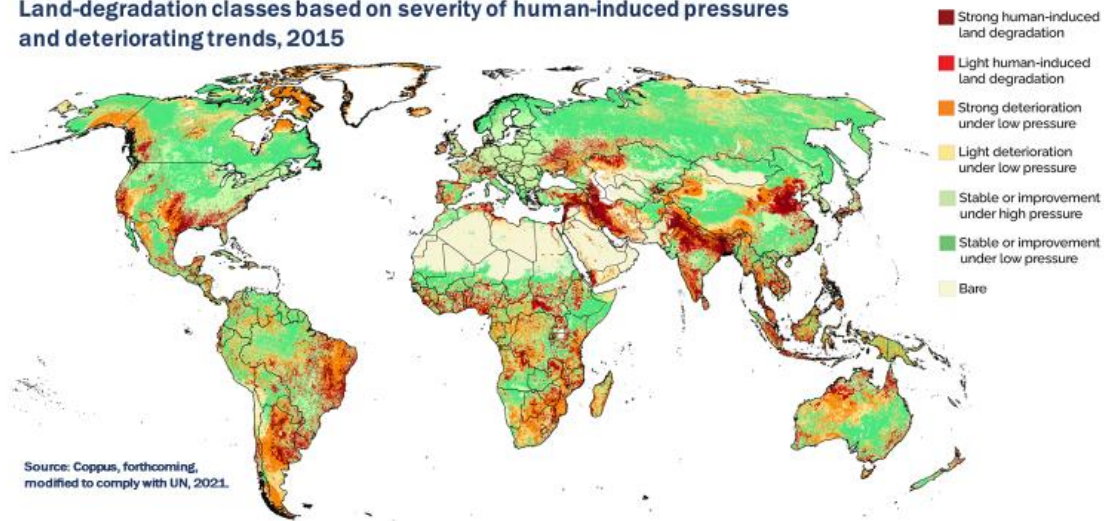 Land-degradation classes based on severity of human-induced pressures
and deteriorating trends, 2015
Strong human-induced
land degradation
Light human-induced
land degradation
Strong deterioration
under low pressure
Light deterioration
under low pressure
Stable or improvement
under high pressure
Stable or improvement
under low pressure
Bare
Source: Coppus, forthcoming,
modified to comply with UN, 2021.